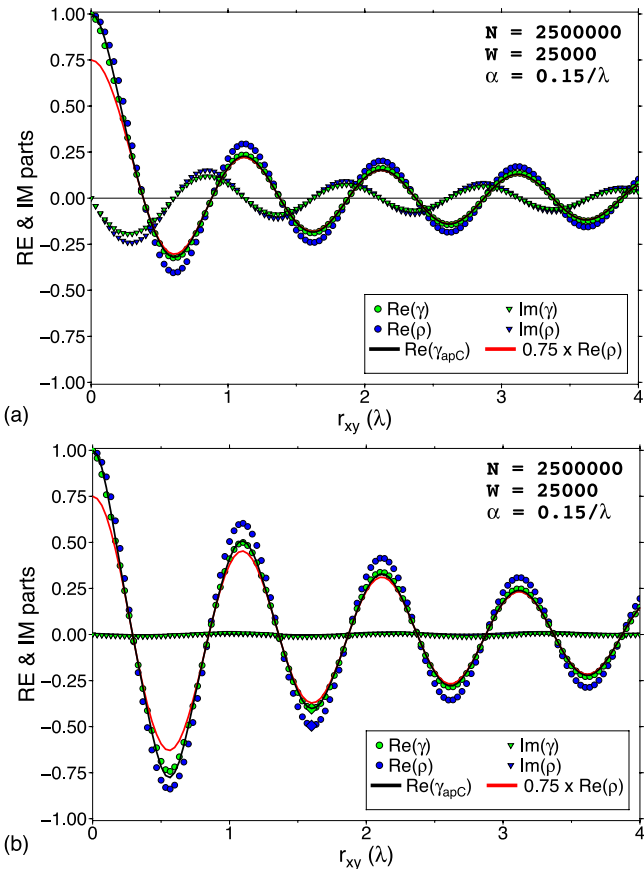 1.00
0.75
0.50
0.25
0.00
−0.25
−0.50
−0.75
−1.00
RE & IM parts
N = 2500000
W = 25000
α = 0.15/λ
Re(γ) Im(γ)
Re(ρ) Im(ρ)
Re(γapC) 0.75 x Re(ρ)
0 1 2 3 4
(a)
rxy (λ)
1.00
0.75
0.50
0.25
0.00
−0.25
−0.50
−0.75
−1.00
RE & IM parts
N = 2500000
W = 25000
α = 0.15/λ
Re(γ) Im(γ)
Re(ρ) Im(ρ)
Re(γapC) 0.75 x Re(ρ)
0 1 2 3 4
(b)
rxy (λ)